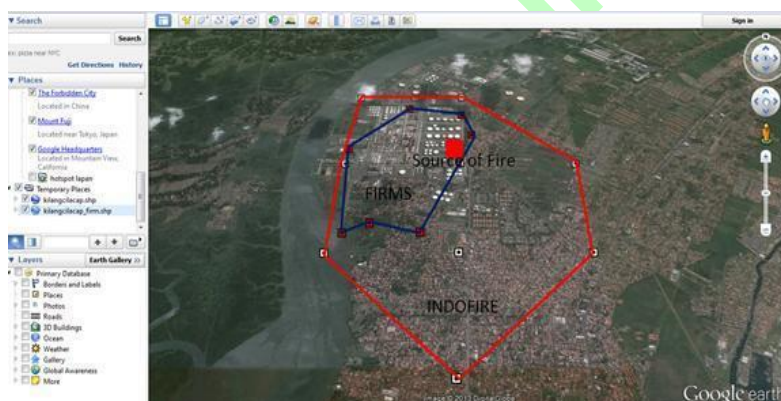 Search
Search
Get Directions History
Places
The Forbidden City
Located in China
Mount Fuji
Located near Tokyo, Japan
Google Headquarters
Located in Mountain View,
California
hotspot lapan
Temporary Places
kilangcilacap.shp
kilangcilacap_firm.shp
Layers
Earth Gallery >>
Primary Database
Borders and Labels
Places
Photos
Roads
3D Buildings
Ocean
Weather
Gallery
Global Awareness
More
Sign in
N
Source of Fire
FIRMS
INDOFIRE
Image © 2013 DigitalGlobe
Google earth